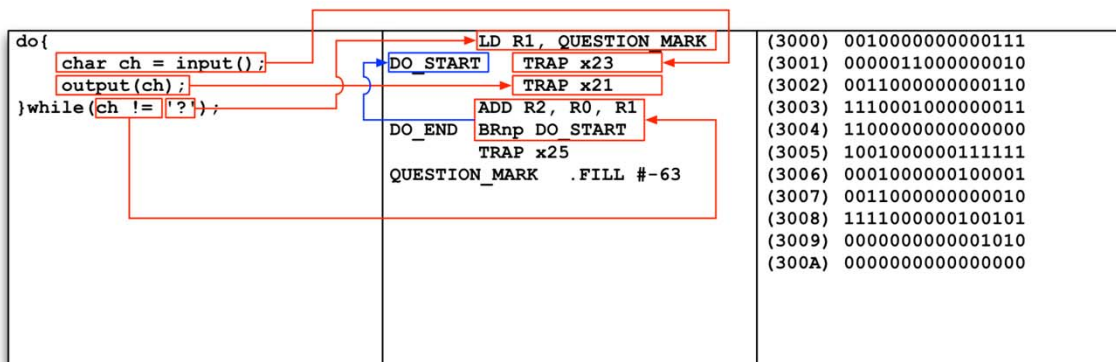 do{
char ch = input();
output(ch);
}while(ch != '?');
LD R1, QUESTION_MARK
DO_START TRAP x23
TRAP x21
ADD R2, R0, R1
DO_END BRnp DO_START
TRAP x25
QUESTION_MARK .FILL #-63
(3000) 0010000000000111
(3001) 0000011000000010
(3002) 0011000000000110
(3003) 1110001000000011
(3004) 1100000000000000
(3005) 1001000000111111
(3006) 0001000000100001
(3007) 0011000000000010
(3008) 1111000000100101
(3009) 0000000000001010
(300A) 0000000000000000